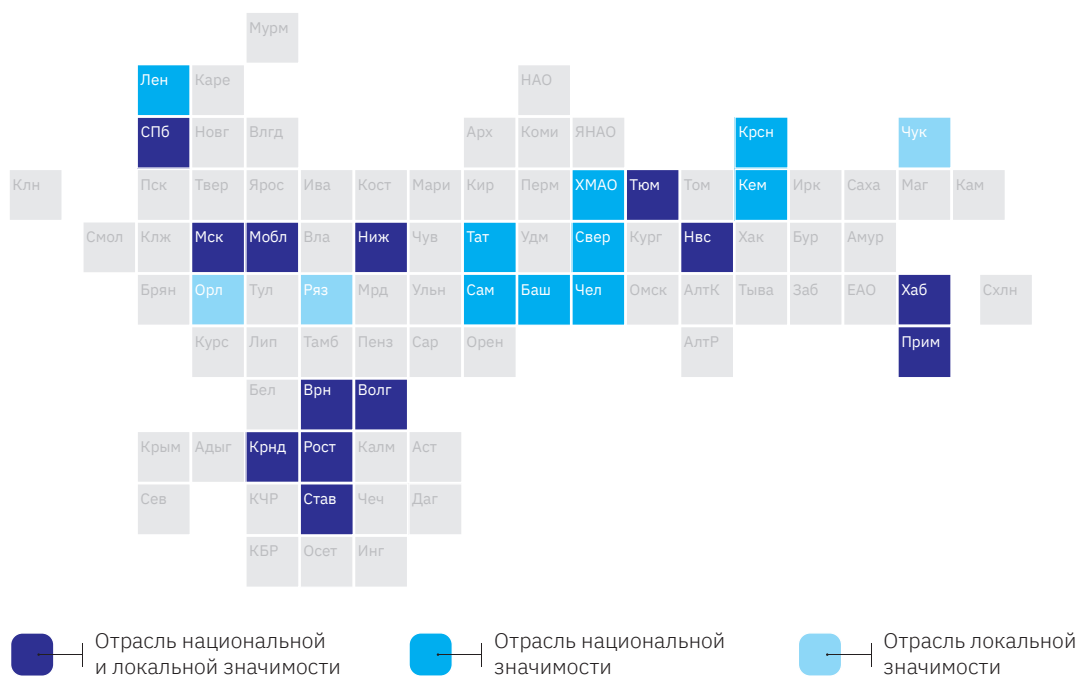 Мурм
Лен Каре НАО
СПб Новг Влгд Арх Коми ЯНАО Крсн Чук
Клн Пск Твер Ярос Ива Кост Мари Кир Перм ХМАО Тюм Том Кем Ирк Саха Маг Кам
Смол Клж Мск Мобл Вла Ниж Чув Тат Удм Свер Кург Нвс Хак Бур Амур
Брян Орл Тул Ряз Мрд Ульн Сам Баш Чел Омск АлтК Тыва Заб ЕАО Хаб Схлн
Курс Лип Тамб Пенз Сар Орен АлтР Прим
Бел Врн Волг
Крым Адыг Крнд Рост Калм Аст
Сев КЧР Став Чеч Даг
КБР Осет Инг
Отрасль национальной
и локальной значимости
Отрасль национальной
значимости
Отрасль локальной
значимости